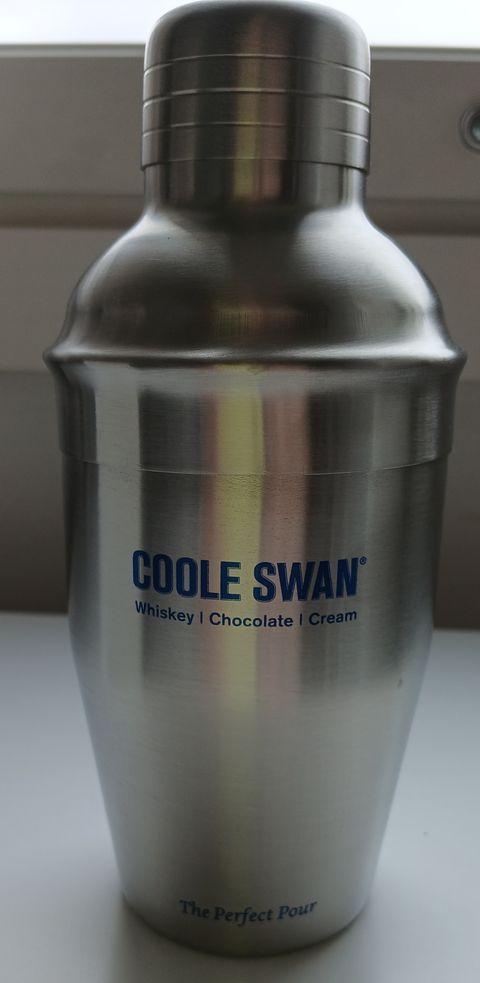 COOLE SWAN®
Whiskey | Chocolate | Cream
The Perfect Pour